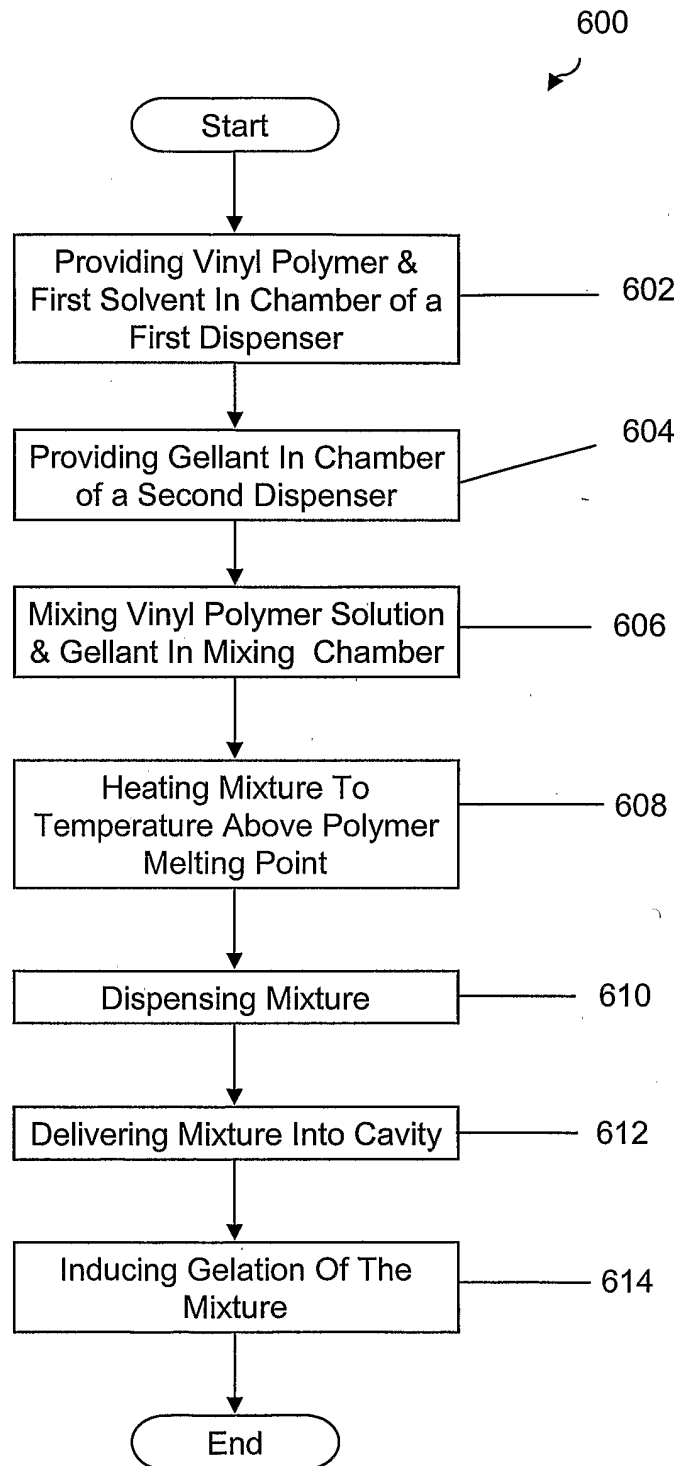 600
Start
Providing Vinyl Polymer &
First Solvent In Chamber of a
First Dispenser
602
Providing Gellant In Chamber
of a Second Dispenser
604
Mixing Vinyl Polymer Solution
& Gellant In Mixing Chamber
606
Heating Mixture To
Temperature Above Polymer
Melting Point
608
Dispensing Mixture
610
Delivering Mixture Into Cavity
612
Inducing Gelation Of The
Mixture
614
End